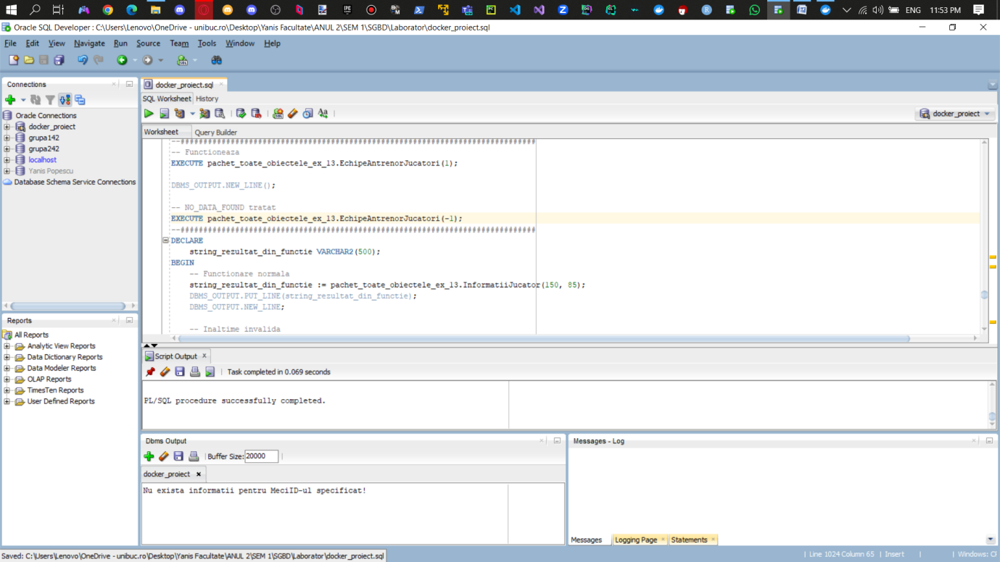 ENG 11:53 PM
Oracle SQL Developer : C:\Users\Lenovo\OneDrive - unibuc.ro\Desktop\Yanis Facultate\ANUL 2\SEM 1\SGBD\Laborator\docker_proiect.sql
File Edit View Navigate Run Source Team Tools Window Help
Connections
docker_proiect.sql
SQL Worksheet History
Oracle Connections
docker_proiect
grupa142
grupa242
localhost
Yanis Popescu
Database Schema Service Connections
docker_proiect
Worksheet Query Builder
--##############################################################################
-- Functioneaza
EXECUTE pachet_toate_obiectele_ex_13.EchipeAntrenorJucatori(1);
DBMS_OUTPUT.NEW_LINE();
-- NO_DATA_FOUND tratat
EXECUTE pachet_toate_obiectele_ex_13.EchipeAntrenorJucatori(-1);
--##############################################################################
DECLARE
string_rezultat_din_functie VARCHAR2(500);
BEGIN
-- Functionare normala
string_rezultat_din_functie := pachet_toate_obiectele_ex_13.InformatiiJucator(150, 85);
DBMS_OUTPUT.PUT_LINE(string_rezultat_din_functie);
DBMS_OUTPUT.NEW_LINE;
-- Inaltime invalida
Reports
All Reports
Analytic View Reports
Data Dictionary Reports
Data Modeler Reports
OLAP Reports
TimesTen Reports
User Defined Reports
Script Output
Task completed in 0.069 seconds
PL/SQL procedure successfully completed.
Dbms Output
Buffer Size: 20000
docker_proiect
Nu exista informatii pentru MeciID-ul specificat!
Messages - Log
Messages Logging Page Statements
Saved: C:\Users\Lenovo\OneDrive - unibuc.ro\Desktop\Yanis Facultate\ANUL 2\SEM 1\SGBD\Laborator\docker_proiect.sql
Line 1024 Column 65 Insert Windows: C